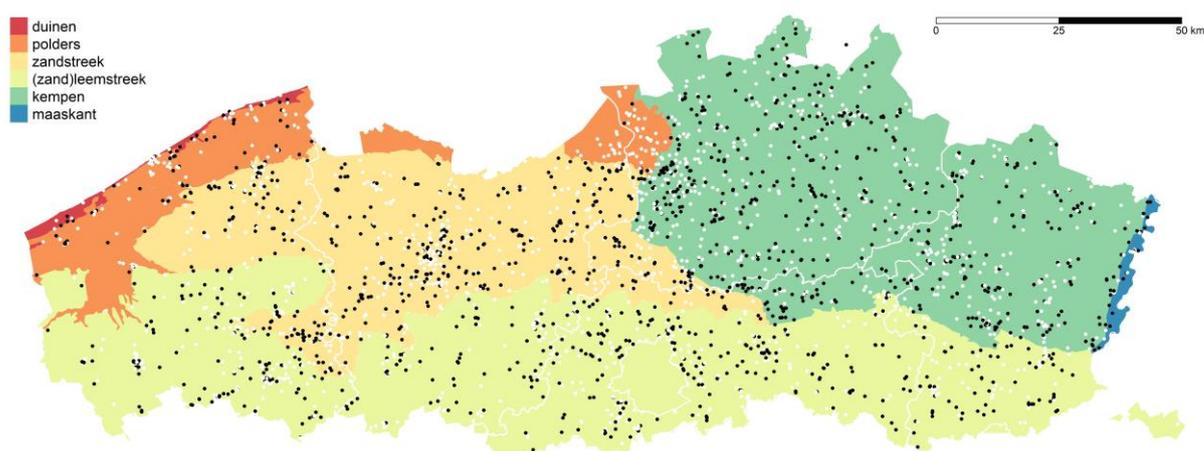 duinen
polders
zandstreek
(zand)leemstreek
kempen
maaskant
0 25 50 km